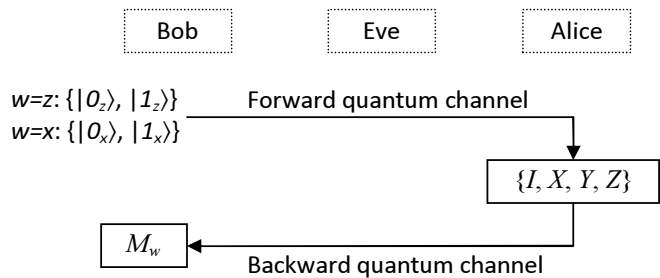 Bob
Eve
Alice
w=z: {|0z⟩, |1z⟩}
w=x: {|0x⟩, |1x⟩}
Forward quantum channel
{I, X, Y, Z}
Mw
Backward quantum channel